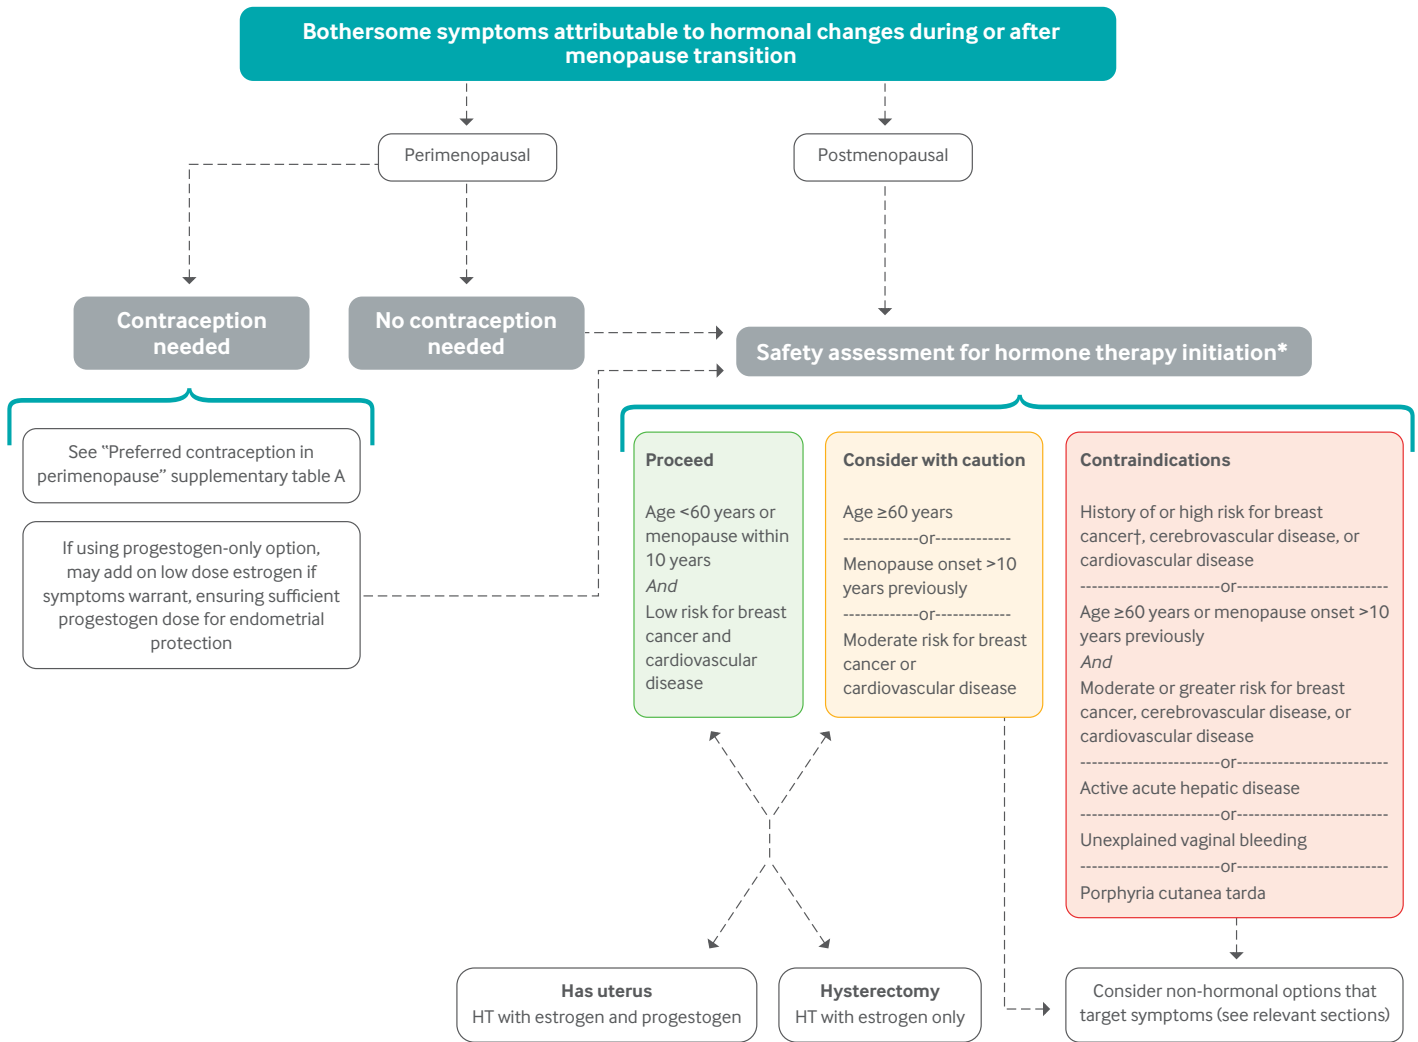 Bothersome symptoms attributable to hormonal changes during or after
menopause transition
Perimenopausal
Postmenopausal
Contraception
needed
No contraception
needed
Safety assessment for hormone therapy initiation*
See "Preferred contraception in
perimenopause” supplementary table A
If using progestogen-only option,
may add on low dose estrogen if
symptoms warrant, ensuring sufficient
progestogen dose for endometrial
protection
Proceed
Age <60 years or
menopause within
10 years
And
Low risk for breast
cancer and
cardiovascular
disease
Consider with caution
Age ≥60 years
-------------or-------------
Menopause onset >10
years previously
-------------or-------------
Moderate risk for breast
cancer or
cardiovascular disease
Contraindications
History of or high risk for breast
cancer†, cerebrovascular disease, or
cardiovascular disease
------------------------or--------------------------
Age ≥60 years or menopause onset >10
years previously
And
Moderate or greater risk for breast
cancer, cerebrovascular disease, or
cardiovascular disease
------------------------or--------------------------
Active acute hepatic disease
------------------------or--------------------------
Unexplained vaginal bleeding
------------------------or--------------------------
Porphyria cutanea tarda
Has uterus
HT with estrogen and progestogen
Hysterectomy
HT with estrogen only
Consider non-hormonal options that
target symptoms (see relevant sections)